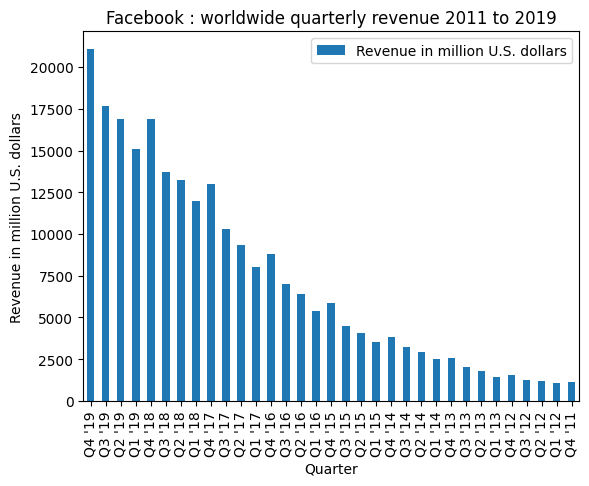 Facebook : worldwide quarterly revenue 2011 to 2019
Revenue in million U.S. dollars
Revenue in million U.S. dollars
20000
17500
15000
12500
10000
7500
5000
2500
0
Q4 '19
Q3 '19
Q2 '19
Q1 '19
Q4 '18
Q3 '18
Q2 '18
Q1 '18
Q4 '17
Q3 '17
Q2 '17
Q1 '17
Q4 '16
Q3 '16
Q2 '16
Q1 '16
Q4 '15
Q3 '15
Q2 '15
Q1 '15
Q4 '14
Q3 '14
Q2 '14
Q1 '14
Q4 '13
Q3 '13
Q2 '13
Q1 '13
Q4 '12
Q3 '12
Q2 '12
Q1 '12
Q4 '11
Quarter